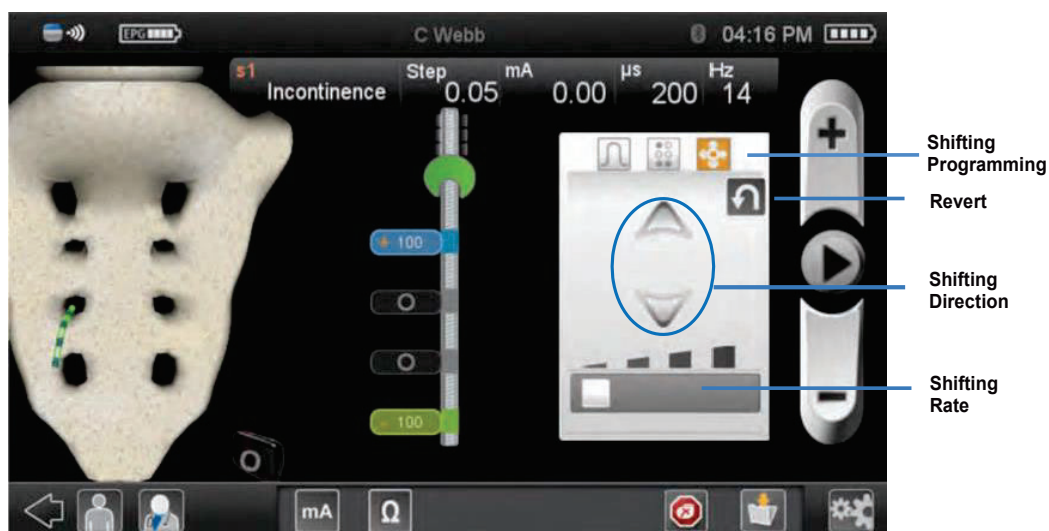 EPG
C Webb
04:16 PM
s1
Incontinence
Step
0.05
mA
0.00
µs
200
Hz
14
+ 100
O
O
- 100
O
mA
Ω
Shifting
Programming
Revert
Shifting
Direction
Shifting
Rate